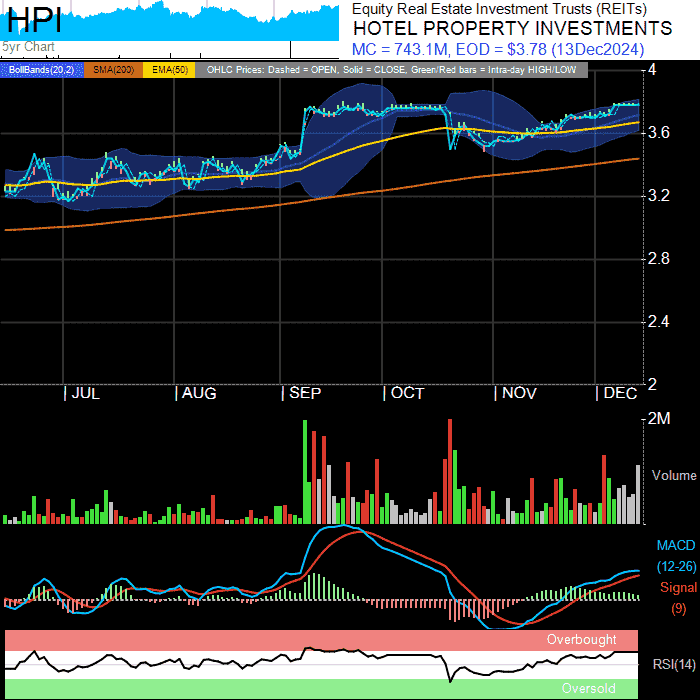 HPI
5yr Chart
Equity Real Estate Investment Trusts (REITs)
HOTEL PROPERTY INVESTMENTS
MC = 743.1M, EOD = $3.78 (13Dec2024)
BollBands(20,2) SMA(200) EMA(50) OHLC Prices: Dashed = OPEN, Solid = CLOSE, Green/Red bars = Intra-day HIGH/LOW
4
3.6
3.2
2.8
2.4
2
JUL AUG SEP OCT NOV DEC
2M
Volume
MACD
(12-26)
Signal
(9)
Overbought
RSI(14)
Oversold